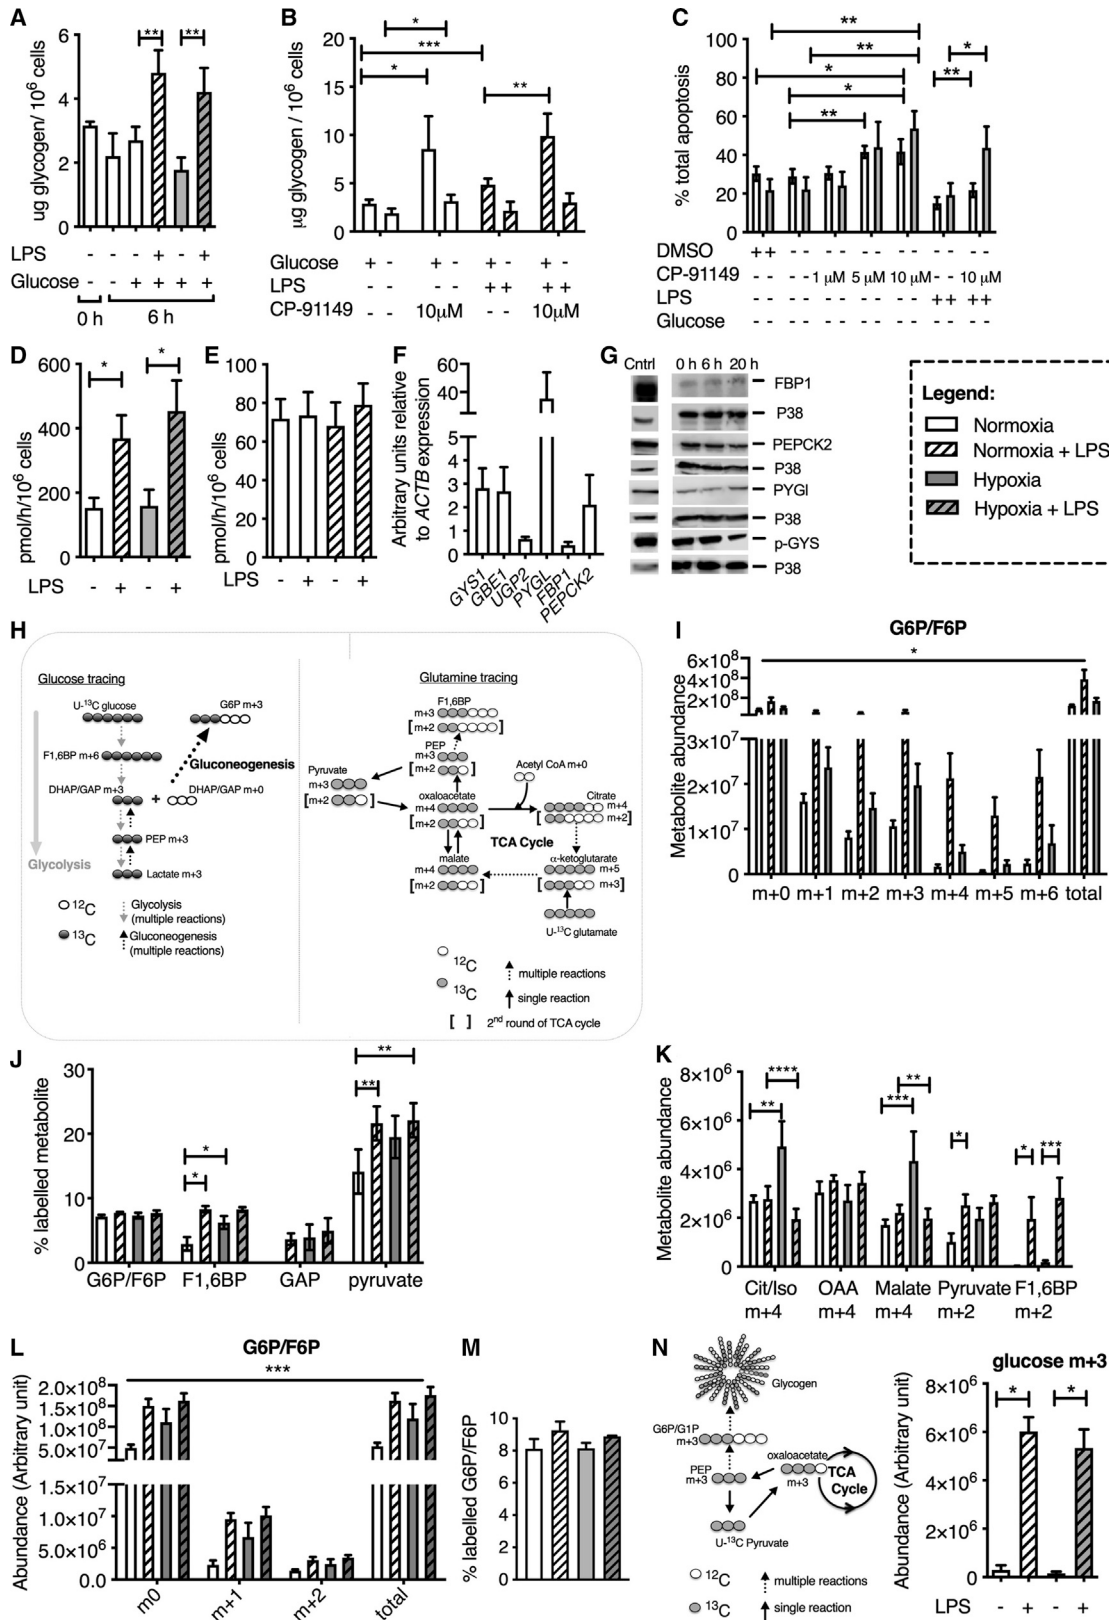 A
ug glycogen/ 10⁶ cells
6
4
2
0
** **
LPS - - - + - +
Glucose - - + + + +
0 h 6 h
B
µg glycogen / 10⁶ cells
20
15
10
5
0
*
***
*
**
Glucose + - + - + - + -
LPS - - - - + + + +
CP-91149 - - 10µM - - 10µM
C
% total apoptosis
100
80
60
40
20
0
**
**
*
*
**
*
**
DMSO + + - - - - - - - - - - - -
CP-91149 - - - - 1 µM 5 µM 10 µM - - 10 µM
LPS - - - - - - - - - - + + + +
Glucose - - - - - - - - - - - - - -
D
pmol/h/10⁶ cells
600
400
200
0
* *
LPS - + - +
E
pmol/h/10⁶ cells
100
80
60
40
20
0
LPS - + - +
F
Arbitrary units relative
to ACTB expression
60
40
20
5
4
3
2
1
0
GYS1 GBE1 UGP2 PYGL FBP1 PEPCK2
G
Cntrl 0 h 6 h 20 h
FBP1
P38
PEPCK2
P38
PYGl
P38
p-GYS
P38
Legend:
Normoxia
Normoxia + LPS
Hypoxia
Hypoxia + LPS
H
Glucose tracing
U-¹³C glucose
G6P m+3
F1,6BP m+6
Gluconeogenesis
DHAP/GAP m+3
+
DHAP/GAP m+0
PEP m+3
Glycolysis
Lactate m+3
¹²C
Glycolysis
(multiple reactions)
¹³C
Gluconeogenesis
(multiple reactions)
Glutamine tracing
F1,6BP
m+3
[m+2 ]
PEP
m+3
[m+2 ]
Acetyl CoA m+0
Pyruvate
m+3
[m+2 ]
oxaloacetate
m+4
[m+2 ]
Citrate
m+4
[ m+2]
TCA Cycle
malate
m+4
[m+2 ]
α-ketoglutarate
m+5
[ m+3]
U-¹³C glutamate
¹²C
multiple reactions
¹³C
single reaction
[ ] 2nd round of TCA cycle
I
G6P/F6P
*
Metabolite abundance
6×10⁸
4×10⁸
2×10⁸
3×10⁷
2×10⁷
1×10⁷
0
m+0 m+1 m+2 m+3 m+4 m+5 m+6 total
J
% labelled metabolite
30
20
10
0
*
*
**
**
G6P/F6P F1,6BP GAP pyruvate
K
Metabolite abundance
8×10⁶
6×10⁶
4×10⁶
2×10⁶
0
****
**
**
***
*
* ***
Cit/Iso OAA Malate Pyruvate F1,6BP
m+4 m+4 m+4 m+2 m+2
L
G6P/F6P
***
Abundance (Arbitrary unit)
2.0×10⁸
1.5×10⁸
1.0×10⁸
5.0×10⁷
1.5×10⁷
1.0×10⁷
5.0×10⁶
0.0
m0 m+1 m+2 total
M
% labelled G6P/F6P
10
8
6
4
2
0
N
Glycogen
G6P/G1P
m+3
PEP
m+3
oxaloacetate
m+3
TCA
Cycle
U-¹³C Pyruvate
¹²C
multiple reactions
¹³C
single reaction
glucose m+3
Abundance (Arbitrary unit)
8×10⁶
6×10⁶
4×10⁶
2×10⁶
0
* *
LPS - + - +